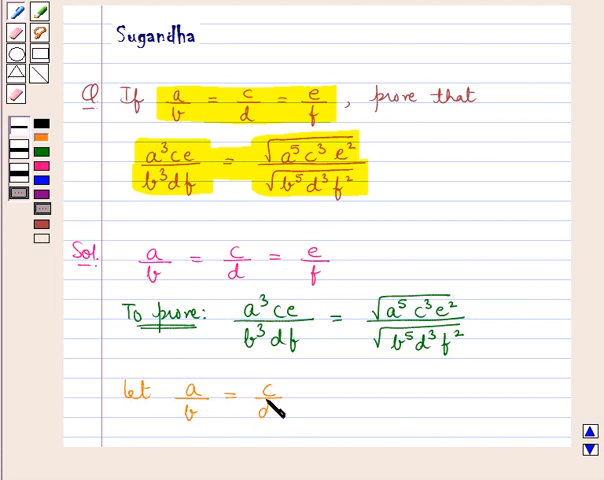 Sugandha
Q If a/b = c/d = e/f, prove that
a³ce/b³df = √a⁵c³e²/√b⁵d³f²
Sol. a/b = c/d = e/f
To prove: a³ce/b³df = √a⁵c³e²/√b⁵d³f²
let a/b = c/d